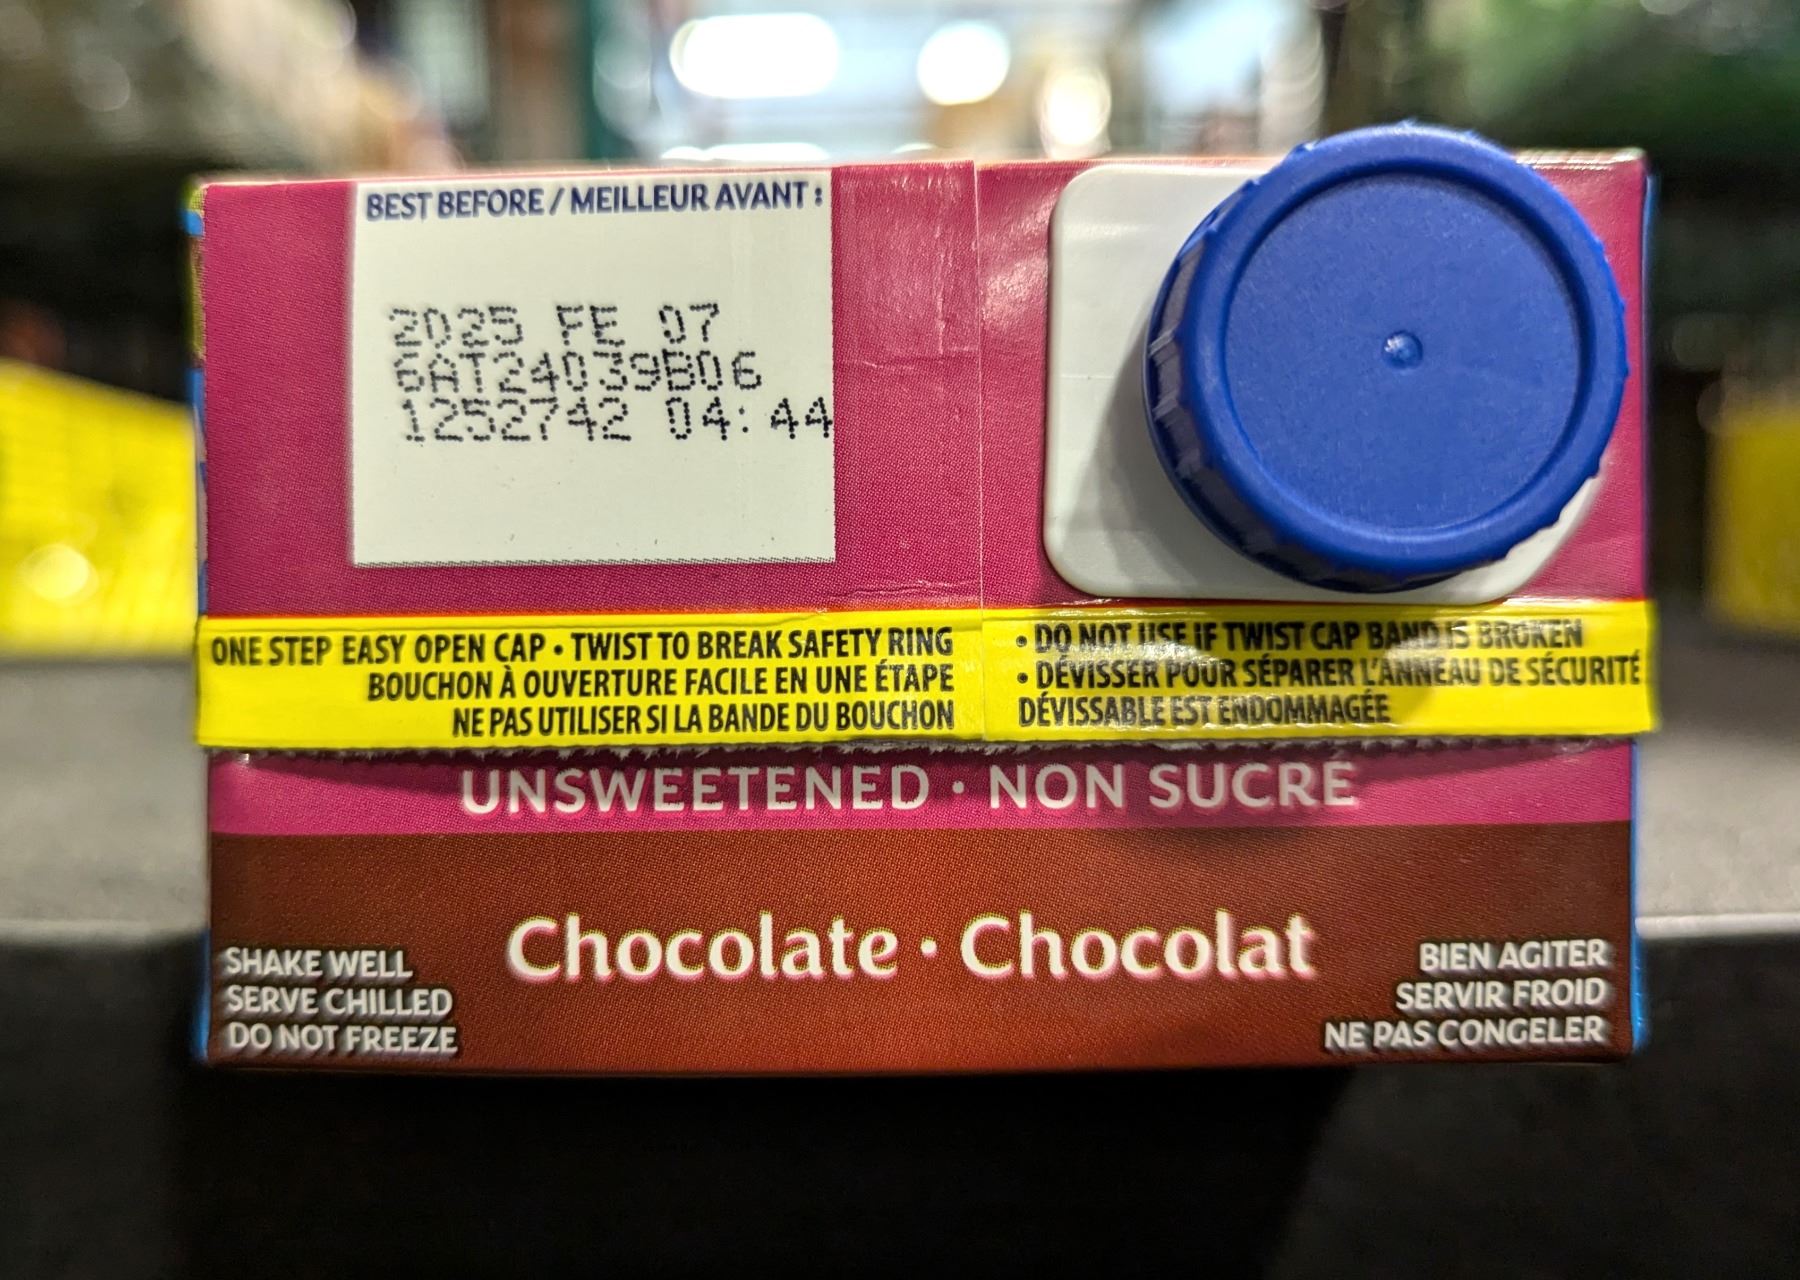 BEST BEFORE / MEILLEUR AVANT :
2025 FE 07
6AT24039B06
1252742 04:44
ONE STEP EASY OPEN CAP • TWIST TO BREAK SAFETY RING
BOUCHON À OUVERTURE FACILE EN UNE ÉTAPE
NE PAS UTILISER SI LA BANDE DU BOUCHON
• DO NOT USE IF TWIST CAP BAND IS BROKEN
• DÉVISSER POUR SÉPARER L'ANNEAU DE SÉCURITÉ
DÉVISSABLE EST ENDOMMAGÉE
UNSWEETENED • NON SUCRÉ
Chocolate • Chocolat
SHAKE WELL
SERVE CHILLED
DO NOT FREEZE
BIEN AGITER
SERVIR FROID
NE PAS CONGELER